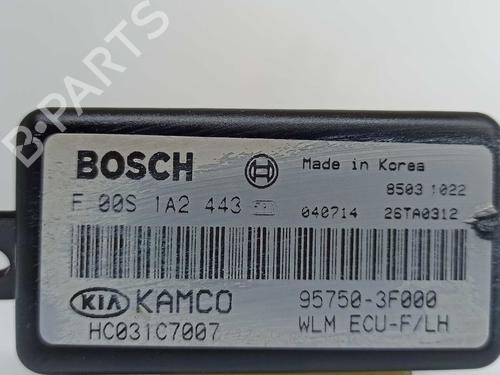 B-PARTS
BOSCH Made in Korea
8503 1022
F 00S 1A2 443 040714 26TA0312
KIA KAMCO 95750-3F000
HC031C7007 WLM ECU-F/LH